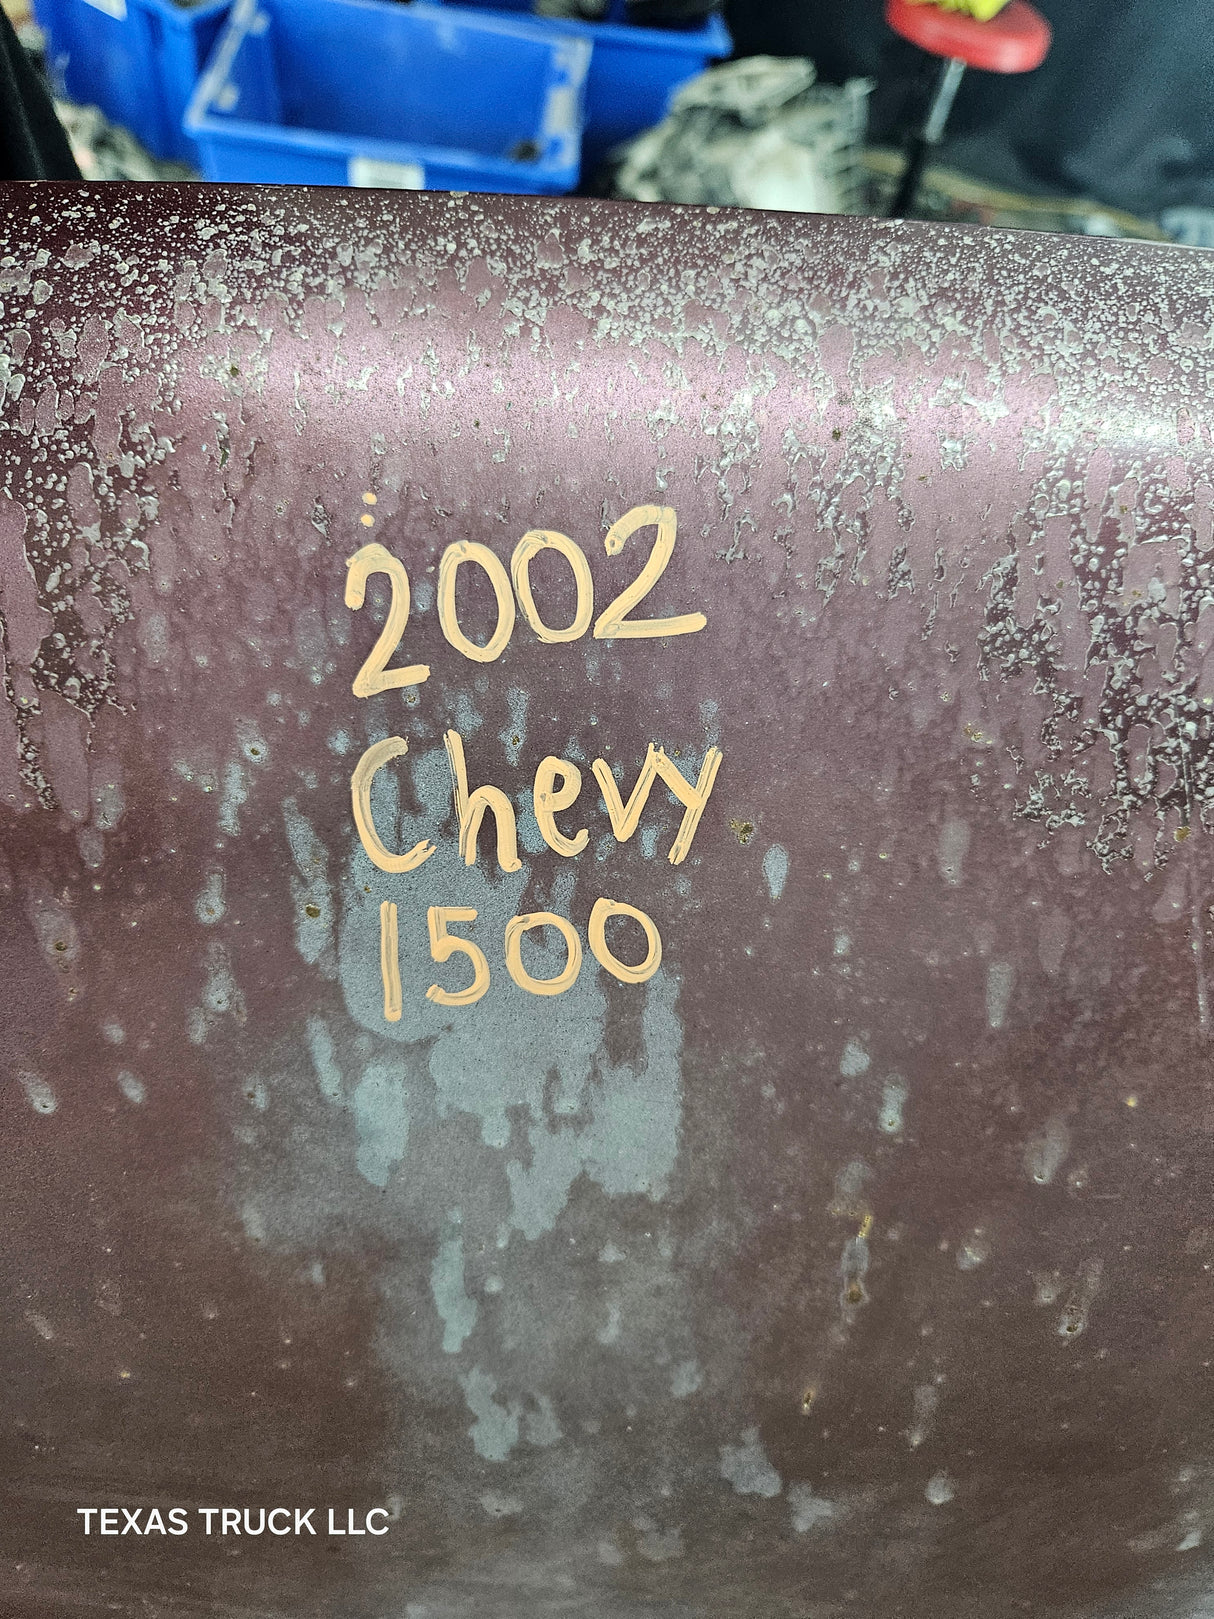 2002
Chevy
1500
TEXAS TRUCK LLC